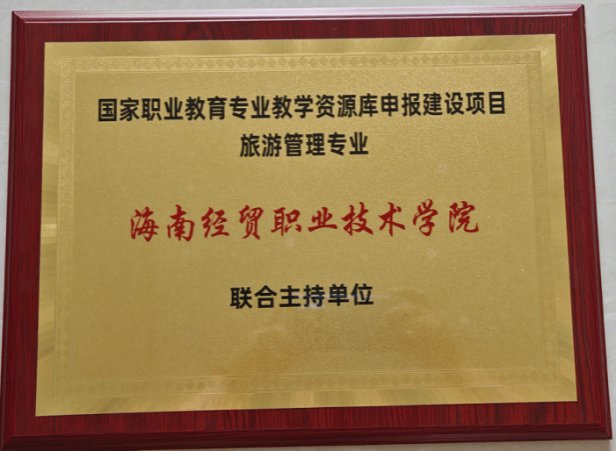 国家职业教育专业教学资源库申报建设项目
旅游管理专业
海南经贸职业技术学院
联合主持单位